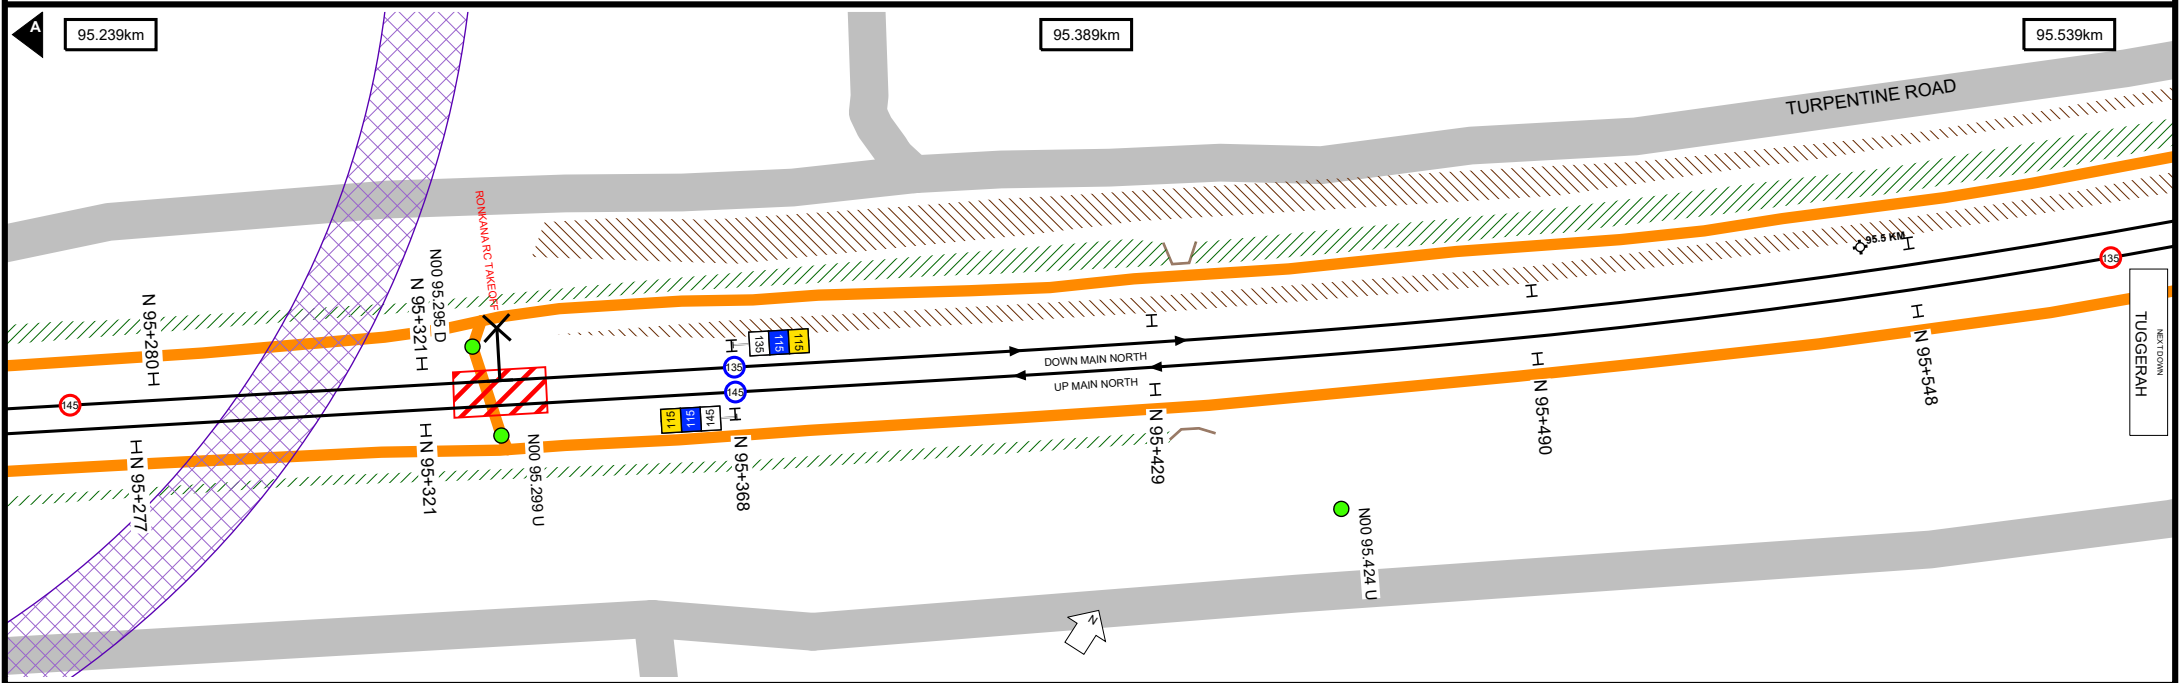 A
95.239km
95.389km
95.539km
TURPENTINE ROAD
RONKANA RC TAKEOFF
N00 95.295 D
N 95+321
N 95+280
95.5 KM
135
115
115
135
145
DOWN MAIN NORTH
UP MAIN NORTH
145
135
115
115
145
N 95+277
N 95+321
N00 95.299 U
N 95+368
N 95+429
N 95+490
N 95+548
NEXT DOWN
TUGGERAH
N00 95.424 U
N